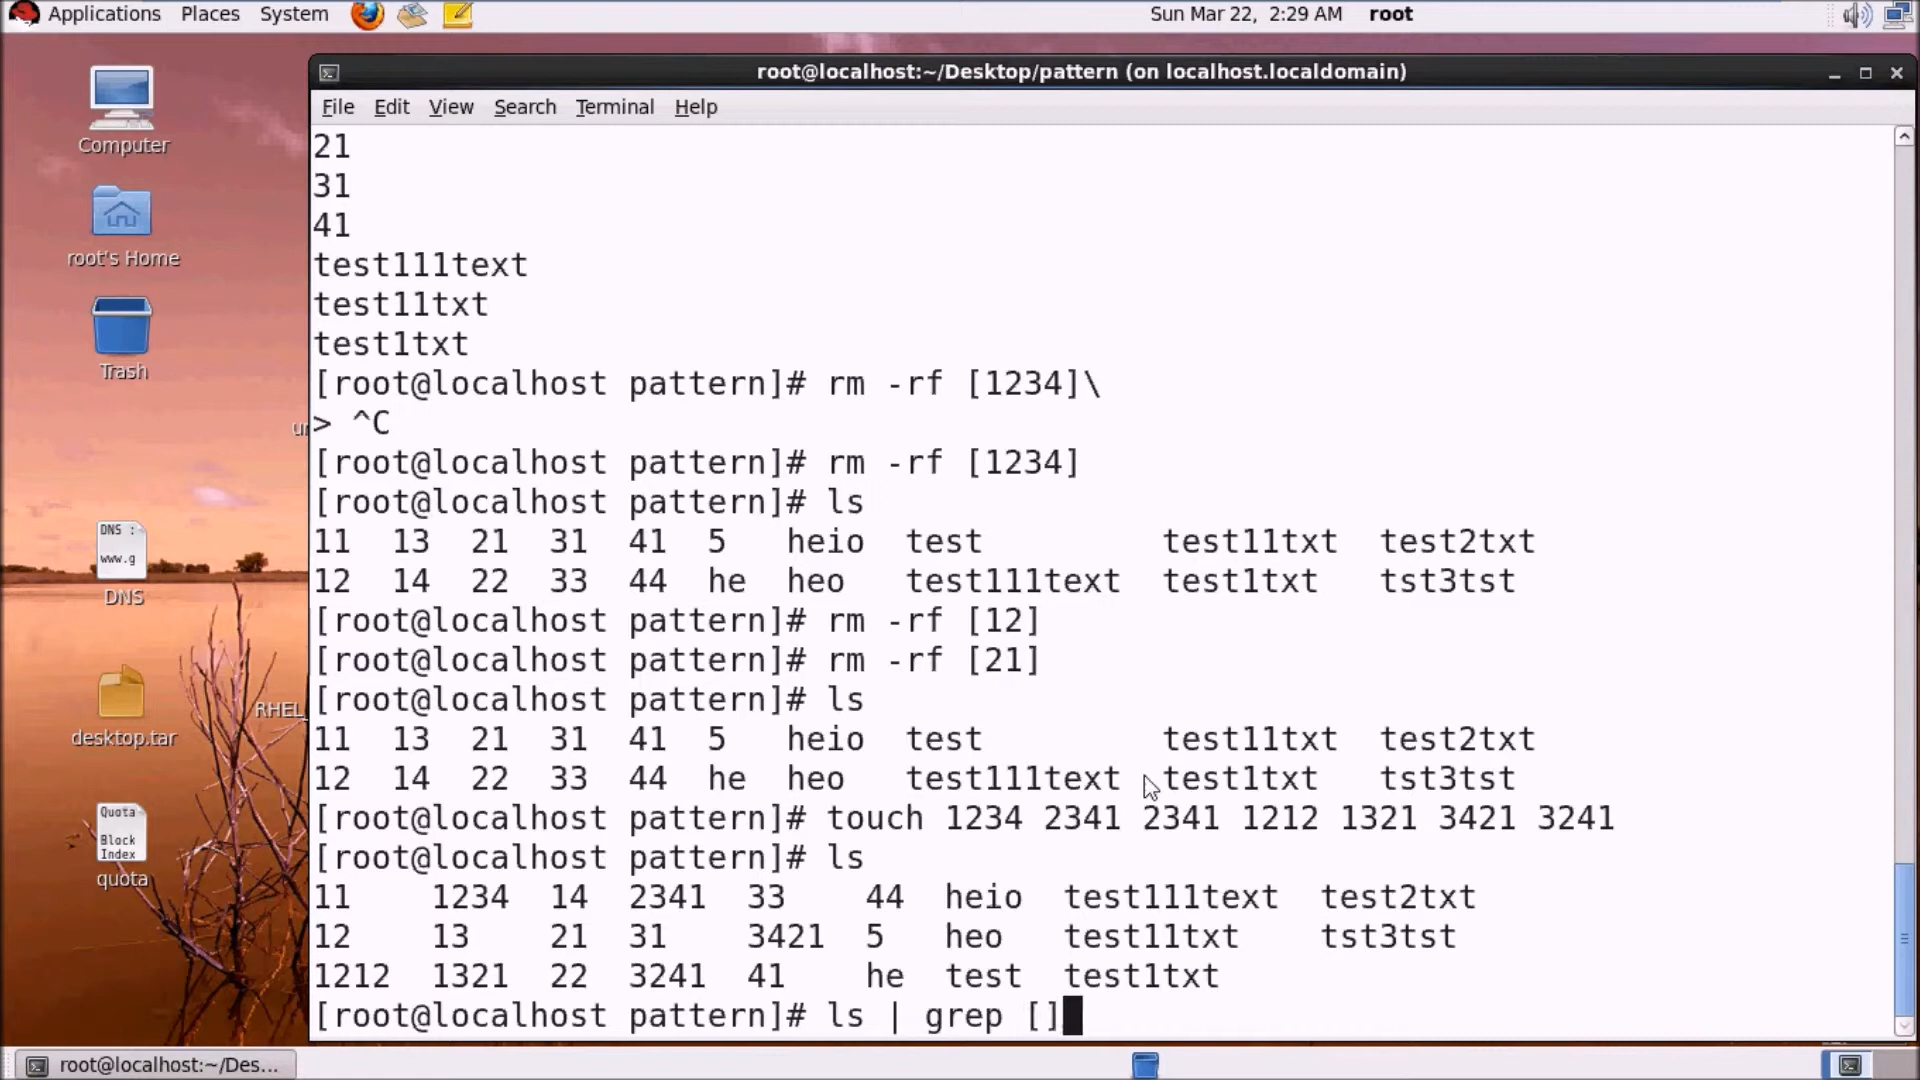 Applications Places System Sun Mar 22, 2:29 AM root
root@localhost:~/Desktop/pattern (on localhost.localdomain)
File Edit View Search Terminal Help
Computer
root's Home
Trash
DNS :
www.g
DNS
RHEL
desktop.tar
Quota
Block
Index
quota
21
31
41
test111text
test11txt
test1txt
[root@localhost pattern]# rm -rf [1234]\
> ^C
[root@localhost pattern]# rm -rf [1234]
[root@localhost pattern]# ls
11 13 21 31 41 5 heio test test11txt test2txt
12 14 22 33 44 he heo test111text test1txt tst3tst
[root@localhost pattern]# rm -rf [12]
[root@localhost pattern]# rm -rf [21]
[root@localhost pattern]# ls
11 13 21 31 41 5 heio test test11txt test2txt
12 14 22 33 44 he heo test111text test1txt tst3tst
[root@localhost pattern]# touch 1234 2341 2341 1212 1321 3421 3241
[root@localhost pattern]# ls
11 1234 14 2341 33 44 heio test111text test2txt
12 13 21 31 3421 5 heo test11txt tst3tst
1212 1321 22 3241 41 he test test1txt
[root@localhost pattern]# ls | grep []
root@localhost:~/Des...